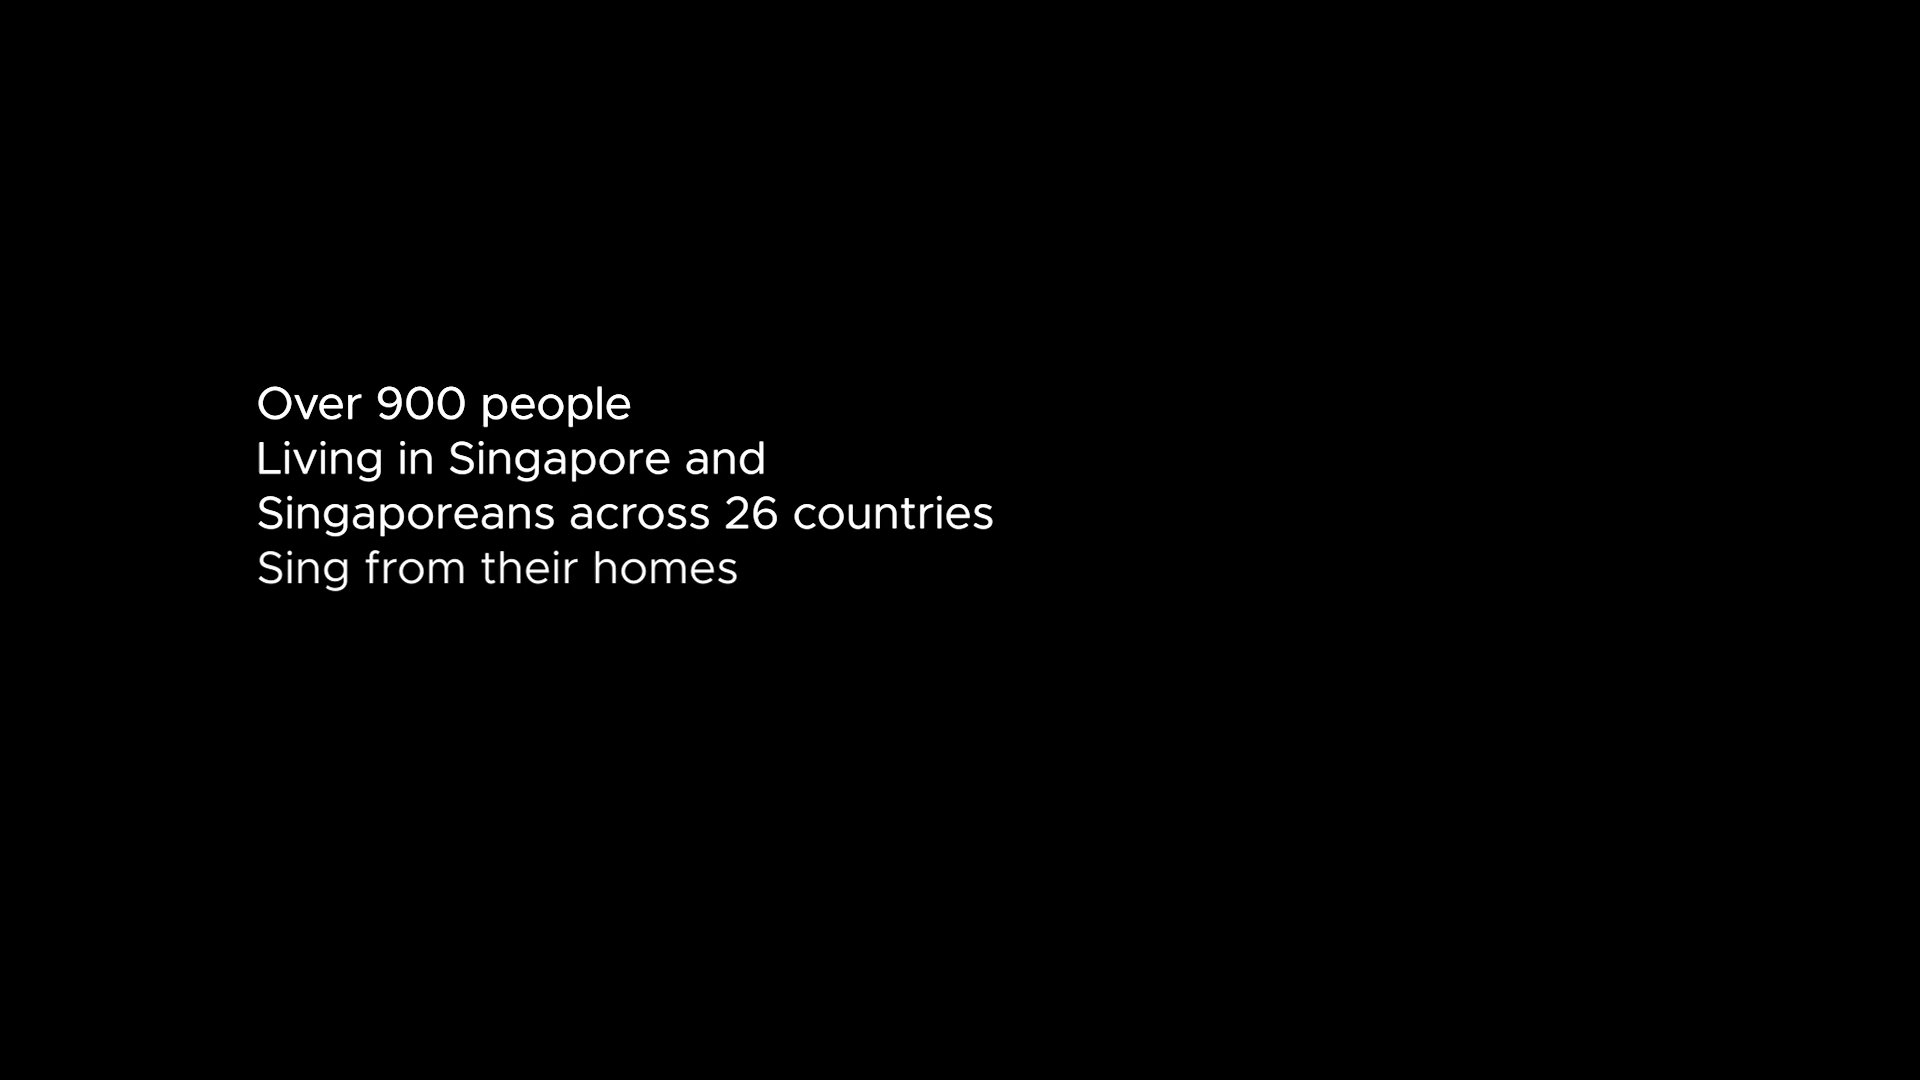 Over 900 people
Living in Singapore and
Singaporeans across 26 countries
Sing from their homes